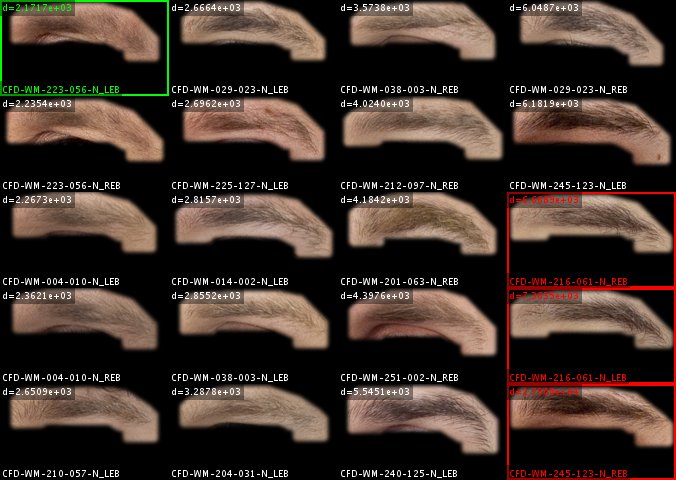 d=2.1717e+03
CFD-WM-223-056-N_LEB
d=2.6664e+03
CFD-WM-029-023-N_LEB
d=3.5738e+03
CFD-WM-038-003-N_REB
d=6.0487e+03
CFD-WM-029-023-N_REB
d=2.2354e+03
CFD-WM-223-056-N_REB
d=2.6962e+03
CFD-WM-225-127-N_LEB
d=4.0240e+03
CFD-WM-212-097-N_REB
d=6.1819e+03
CFD-WM-245-123-N_LEB
d=2.2673e+03
CFD-WM-004-010-N_LEB
d=2.8157e+03
CFD-WM-014-002-N_LEB
d=4.1842e+03
CFD-WM-201-063-N_REB
CFD-WM-216-061-N_REB
d=2.3621e+03
CFD-WM-004-010-N_REB
d=2.8552e+03
CFD-WM-038-003-N_LEB
d=4.3976e+03
CFD-WM-251-002-N_REB
CFD-WM-216-061-N_LEB
d=2.6509e+03
CFD-WM-210-057-N_LEB
d=3.2878e+03
CFD-WM-204-031-N_LEB
d=5.5451e+03
CFD-WM-240-125-N_LEB
CFD-WM-245-123-N_REB